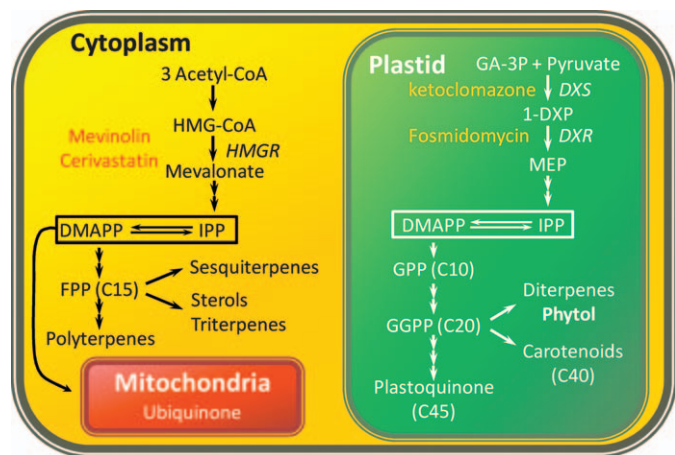 Cytoplasm
3 Acetyl-CoA
HMG-CoA
Mevinolin
Cerivastatin
HMGR
Mevalonate
DMAPP
IPP
FPP (C15)
Sesquiterpenes
Sterols
Triterpenes
Polyterpenes
Mitochondria
Ubiquinone
Plastid
GA-3P + Pyruvate
ketoclomazone
DXS
1-DXP
Fosmidomycin
DXR
MEP
DMAPP
IPP
GPP (C10)
GGPP (C20)
Diterpenes
Phytol
Carotenoids
(C40)
Plastoquinone
(C45)